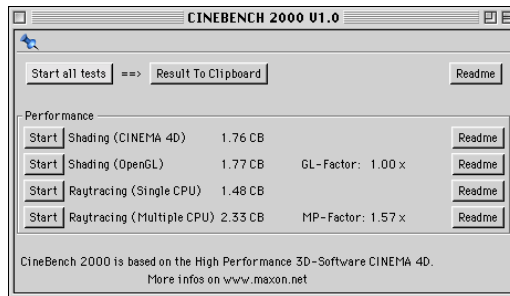 CINEBENCH 2000 V1.0
Start all tests ==> Result To Clipboard Readme
Performance
Start Shading (CINEMA 4D) 1.76 CB Readme
Start Shading (OpenGL) 1.77 CB GL-Factor: 1.00 x Readme
Start Raytracing (Single CPU) 1.48 CB Readme
Start Raytracing (Multiple CPU) 2.33 CB MP-Factor: 1.57 x Readme
CineBench 2000 is based on the High Performance 3D-Software CINEMA 4D.
More infos on www.maxon.net